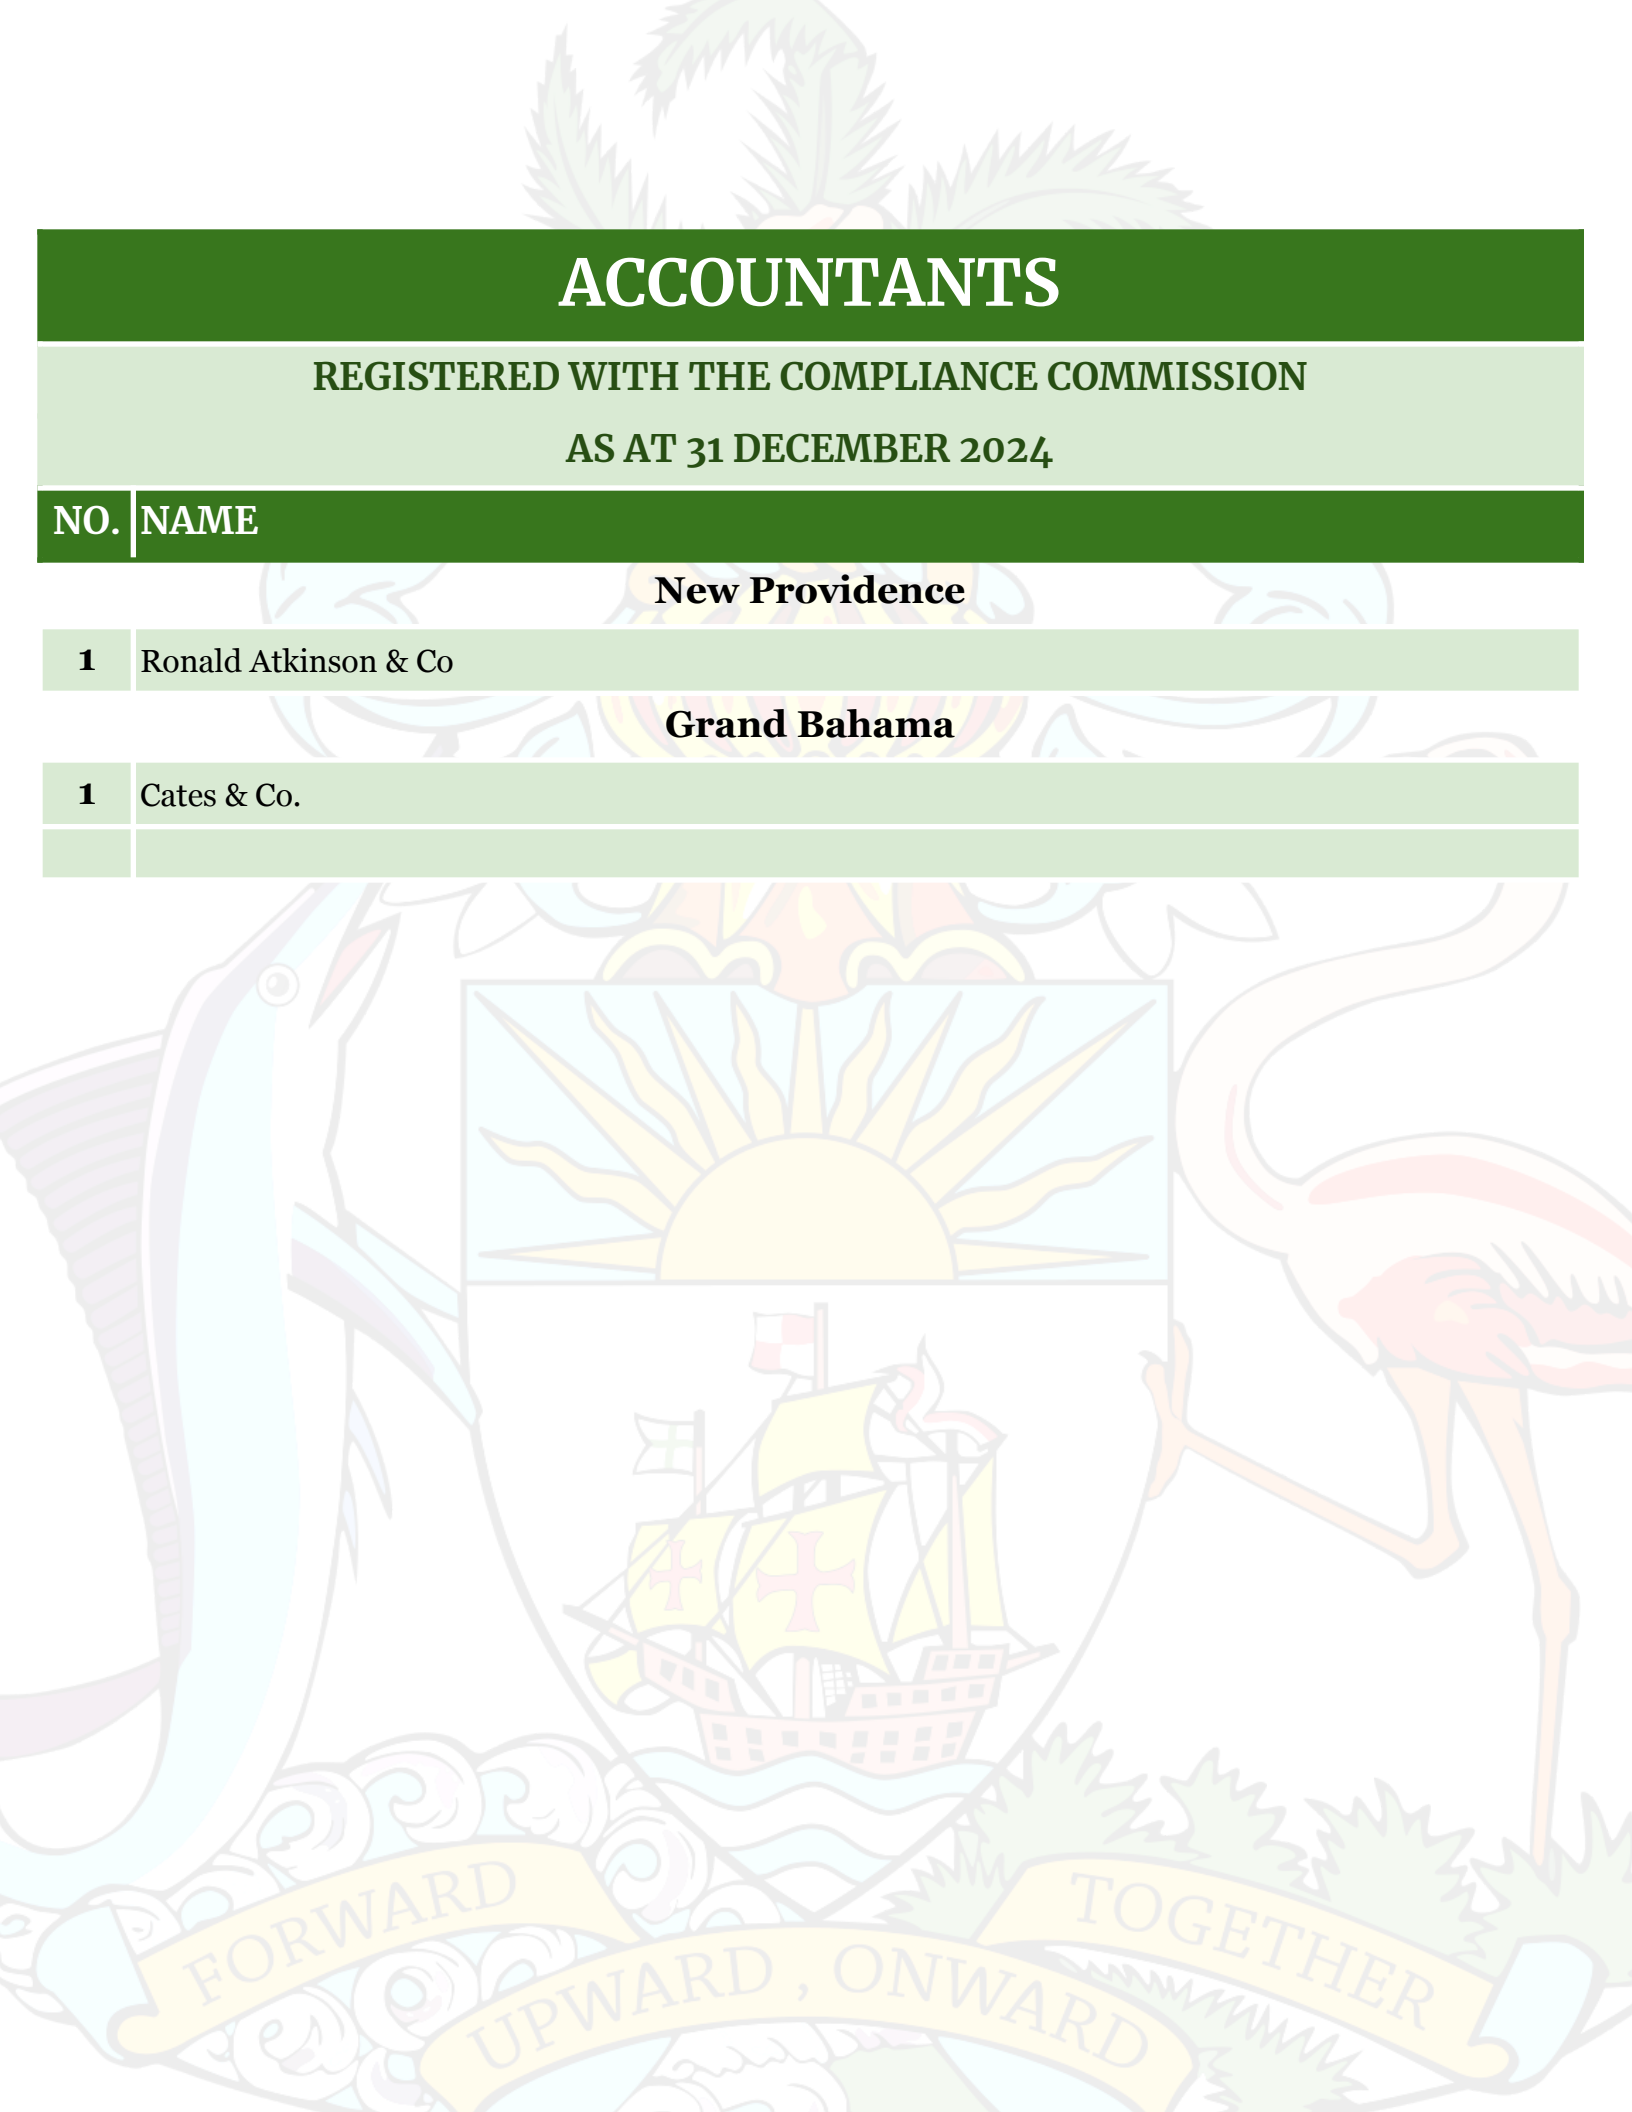 ACCOUNTANTS
REGISTERED WITH THE COMPLIANCE COMMISSION
AS AT 31 DECEMBER 2024
NO. NAME
New Providence
1 Ronald Atkinson & Co
Grand Bahama
1 Cates & Co.
FORWARD
UPWARD , ONWARD
TOGETHER